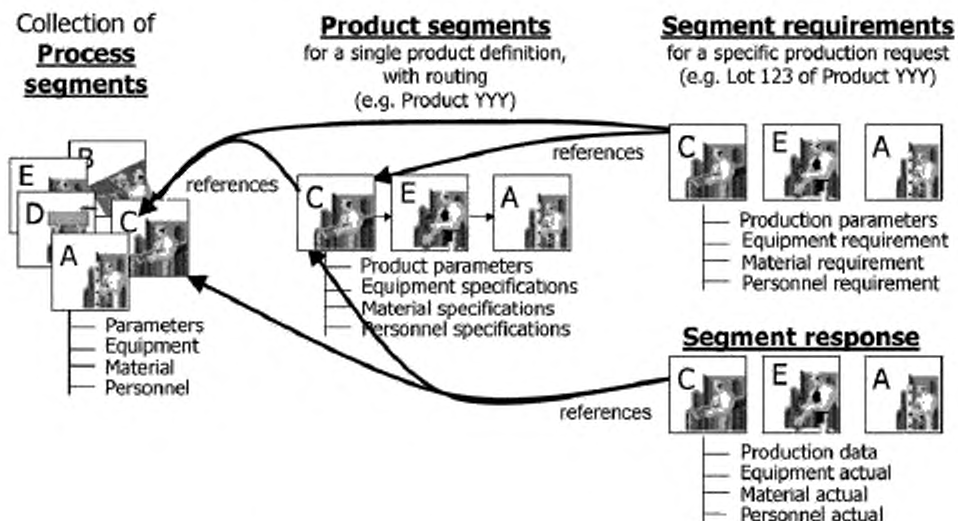 Collection of
Process
segments
E
B
D
C
A
Parameters
Equipment
Material
Personnel
references
Product segments
for a single product definition,
with routing
(e.g. Product YYY)
C
E
A
Product parameters
Equipment specifications
Material specifications
Personnel specifications
Segment requirements
for a specific production request
(e.g. Lot 123 of Product YYY)
references
C
E
A
Production parameters
Equipment requirement
Material requirement
Personnel requirement
Segment response
references
C
E
A
Production data
Equipment actual
Material actual
Personnel actual